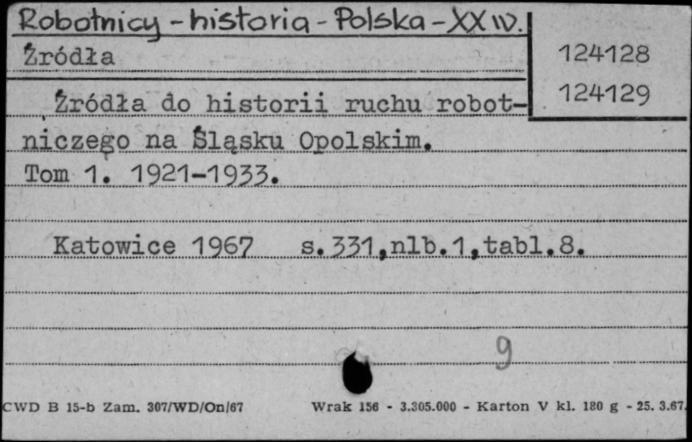 Robotnicy - historia - Polska - XX w.
Źródła
124128
124129
Źródła do historii ruchu robot-
niczego na Śląsku Opolskim.
Tom 1. 1921-1933.
Katowice 1967 s.331,nlb.1,tabl.8.
9
CWD B 15-b Zam. 307/WD/On/67 Wrak 156 - 3.305.000 - Karton V kl. 180 g - 25. 3.67.